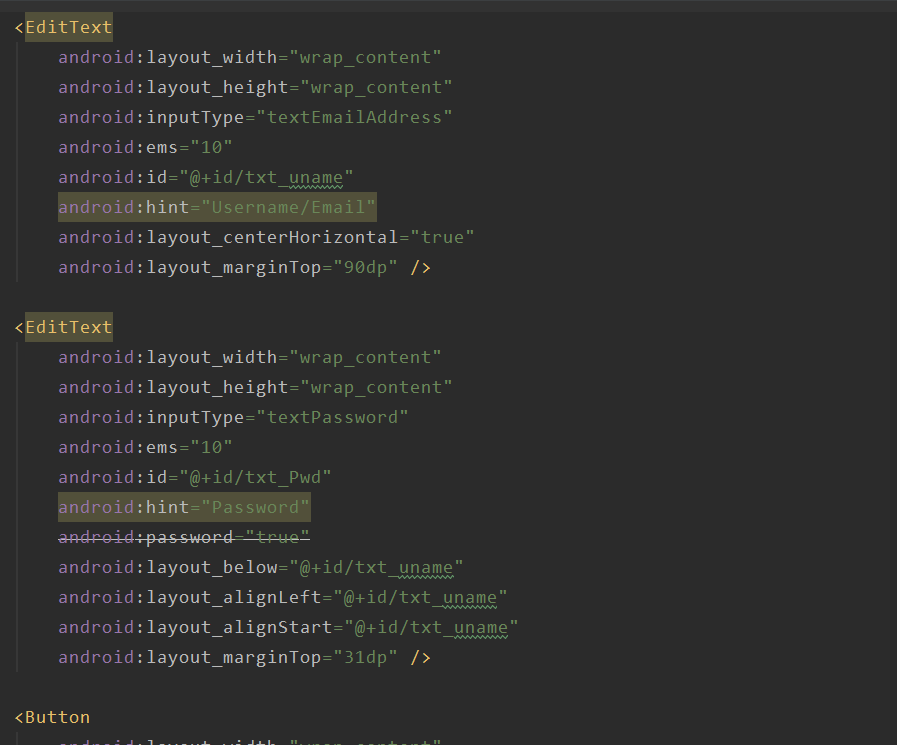 <EditText
android:layout_width="wrap_content"
android:layout_height="wrap_content"
android:inputType="textEmailAddress"
android:ems="10"
android:id="@+id/txt_uname"
android:hint="Username/Email"
android:layout_centerHorizontal="true"
android:layout_marginTop="90dp" />
<EditText
android:layout_width="wrap_content"
android:layout_height="wrap_content"
android:inputType="textPassword"
android:ems="10"
android:id="@+id/txt_Pwd"
android:hint="Password"
android:password="true"
android:layout_below="@+id/txt_uname"
android:layout_alignLeft="@+id/txt_uname"
android:layout_alignStart="@+id/txt_uname"
android:layout_marginTop="31dp" />
<Button
android:layout_width="wrap_content"